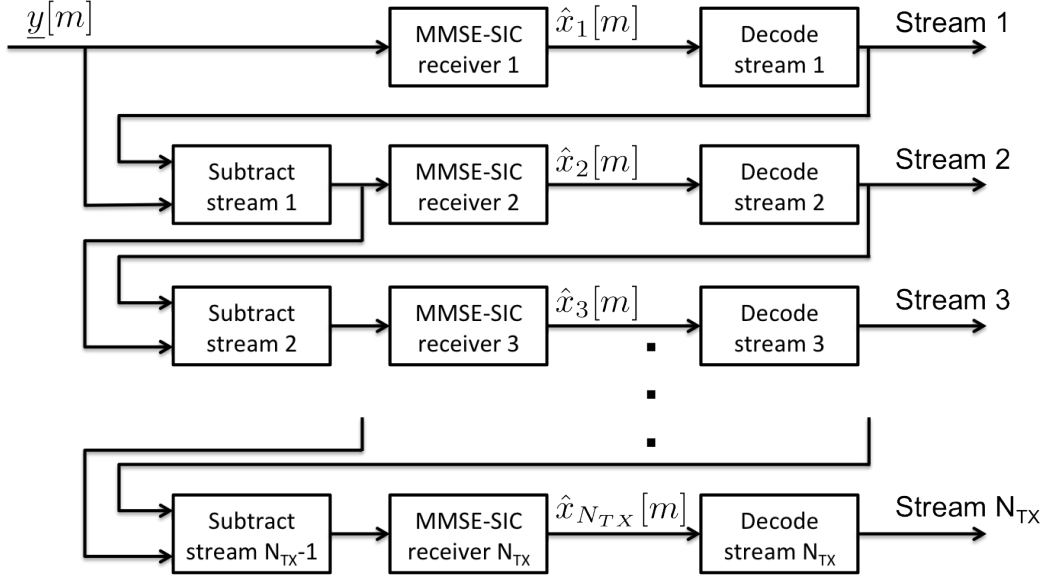 y[m]
MMSE-SIC
receiver 1
x̂₁[m]
Decode
stream 1
Stream 1
Subtract
stream 1
MMSE-SIC
receiver 2
x̂₂[m]
Decode
stream 2
Stream 2
Subtract
stream 2
MMSE-SIC
receiver 3
x̂₃[m]
Decode
stream 3
Stream 3
Subtract
stream N_TX-1
MMSE-SIC
receiver N_TX
x̂_{N_{TX}}[m]
Decode
stream N_TX
Stream N_TX